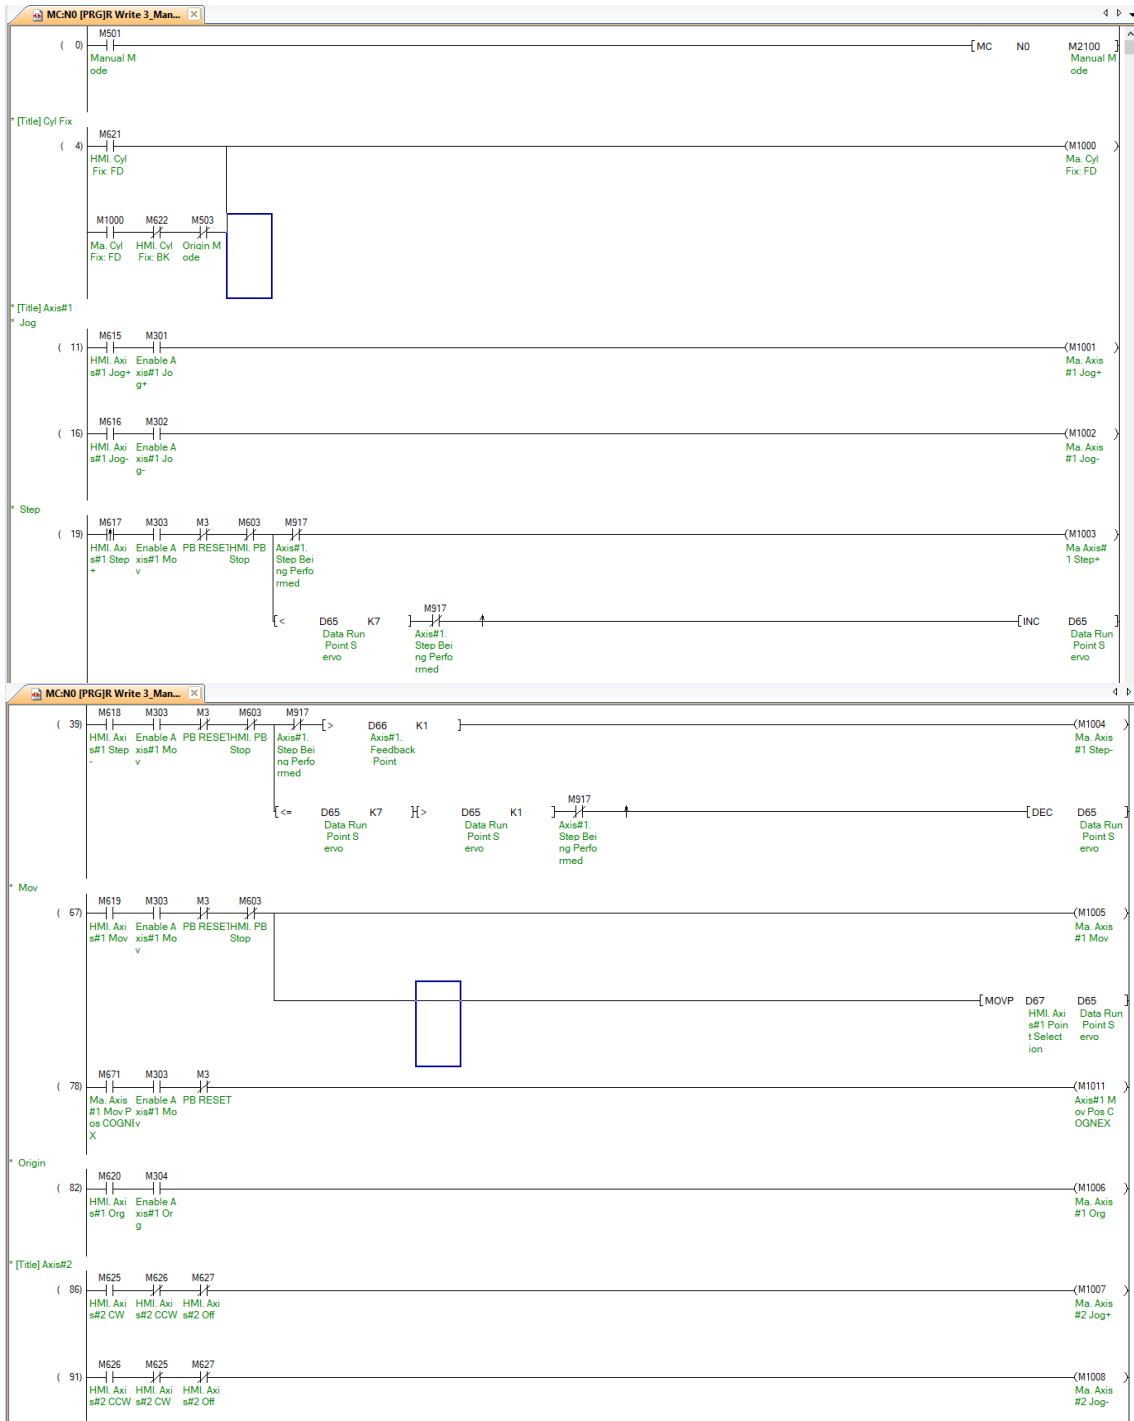 MC:N0 [PRG]R Write 3_Man...
M501
( 0) [MC N0 M2100 ]
Manual M
ode
Manual M
ode
* [Title] Cyl Fix
M621
( 4) (M1000 )
HMI. Cyl
Fix: FD
Ma. Cyl
Fix: FD
M1000 M622 M503
Ma. Cyl HMI. Cyl Origin M
Fix: FD Fix: BK ode
* [Title] Axis#1
* Jog
M615 M301
( 11) (M1001 )
HMI. Axi Enable A Ma. Axis
s#1 Jog+ xis#1 Jo #1 Jog+
g+
M616 M302
( 16) (M1002 )
HMI. Axi Enable A Ma. Axis
s#1 Jog- xis#1 Jo #1 Jog-
g-
* Step
M617 M303 M3 M603 M917
( 19) (M1003 )
HMI. Axi Enable A PB RESET HMI. PB Axis#1. Ma Axis#
s#1 Step xis#1 Mo Stop Step Bei 1 Step+
+ v ng Perfo
rmed
M917
[< D65 K7 ] [INC D65 ]
Data Run Axis#1. Data Run
Point S Step Bei Point S
ervo ng Perfo ervo
rmed
MC:N0 [PRG]R Write 3_Man...
M618 M303 M3 M603 M917
( 39) [> D66 K1 ] (M1004 )
HMI. Axi Enable A PB RESET HMI. PB Axis#1. Axis#1. Ma. Axis
s#1 Step xis#1 Mo Stop Step Bei Feedback #1 Step-
- v ng Perfo Point
rmed
M917
[<= D65 K7 ][> D65 K1 ] [DEC D65 ]
Data Run Data Run Axis#1. Data Run
Point S Point S Step Bei Point S
ervo ervo ng Perfo ervo
rmed
* Mov
M619 M303 M3 M603
( 67) (M1005 )
HMI. Axi Enable A PB RESET HMI. PB Ma. Axis
s#1 Mov xis#1 Mo Stop #1 Mov
v
[MOVP D67 D65 ]
HMI. Axi Data Run
s#1 Poin Point S
t Select ervo
ion
M671 M303 M3
( 78) (M1011 )
Ma. Axis Enable A PB RESET Axis#1 M
#1 Mov P xis#1 Mo ov Pos C
os COGNE v OGNEX
X
* Origin
M620 M304
( 82) (M1006 )
HMI. Axi Enable A Ma. Axis
s#1 Org xis#1 Or #1 Org
g
* [Title] Axis#2
M625 M626 M627
( 86) (M1007 )
HMI. Axi HMI. Axi HMI. Axi Ma. Axis
s#2 CW s#2 CCW s#2 Off #2 Jog+
M626 M625 M627
( 91) (M1008 )
HMI. Axi HMI. Axi HMI. Axi Ma. Axis
s#2 CCW s#2 CW s#2 Off #2 Jog-